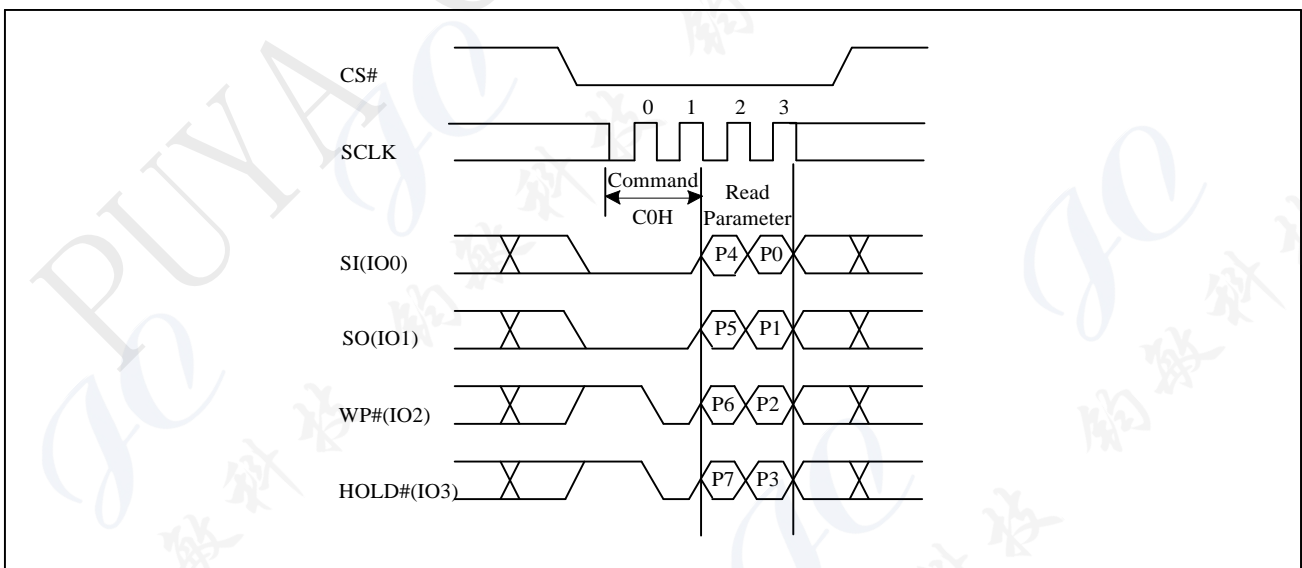 PUYA
CS#
0 1 2 3
SCLK
Command
C0H
Read
Parameter
SI(IO0)
P4 P0
SO(IO1)
P5 P1
WP#(IO2)
P6 P2
HOLD#(IO3)
P7 P3